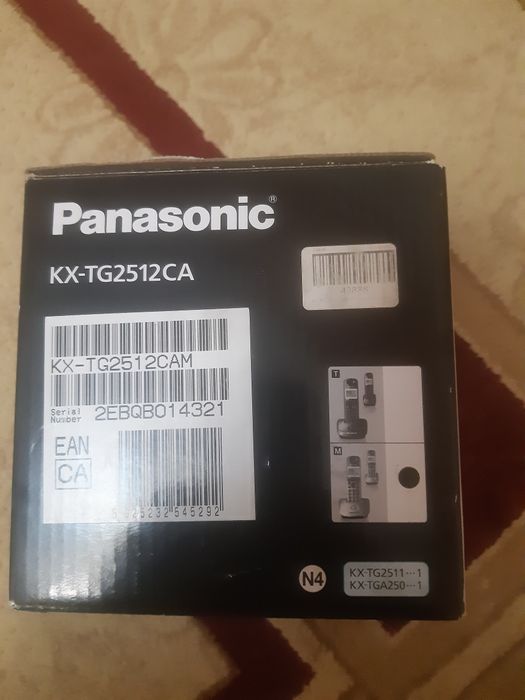 Panasonic®
KX-TG2512CA
KX-TG2512CAM
Serial
Number 2EBQB014321
EAN
CA
T
M
N4
KX-TG2511···1
KX-TGA250···1